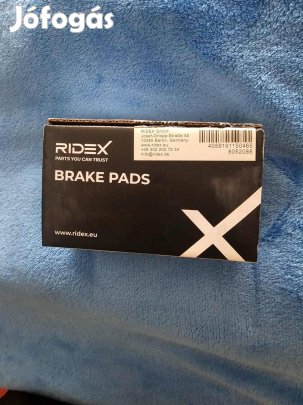 Jófogás
RIDEX GmbH
Josef-Orlopp-Straße 55
10365 Berlin, Germany
www.ridex.eu
info@ridex.de
4059191150465
8052088
RIDEX
PARTS YOU CAN TRUST
BRAKE PADS
www.ridex.eu